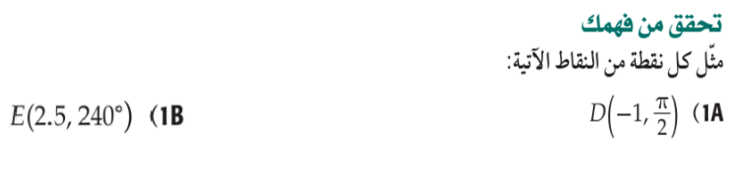 تحقق من فهمك
مثّل كل نقطة من النقاط الآتية:
1A) D(−1, π/2)
1B) E(2.5, 240°)